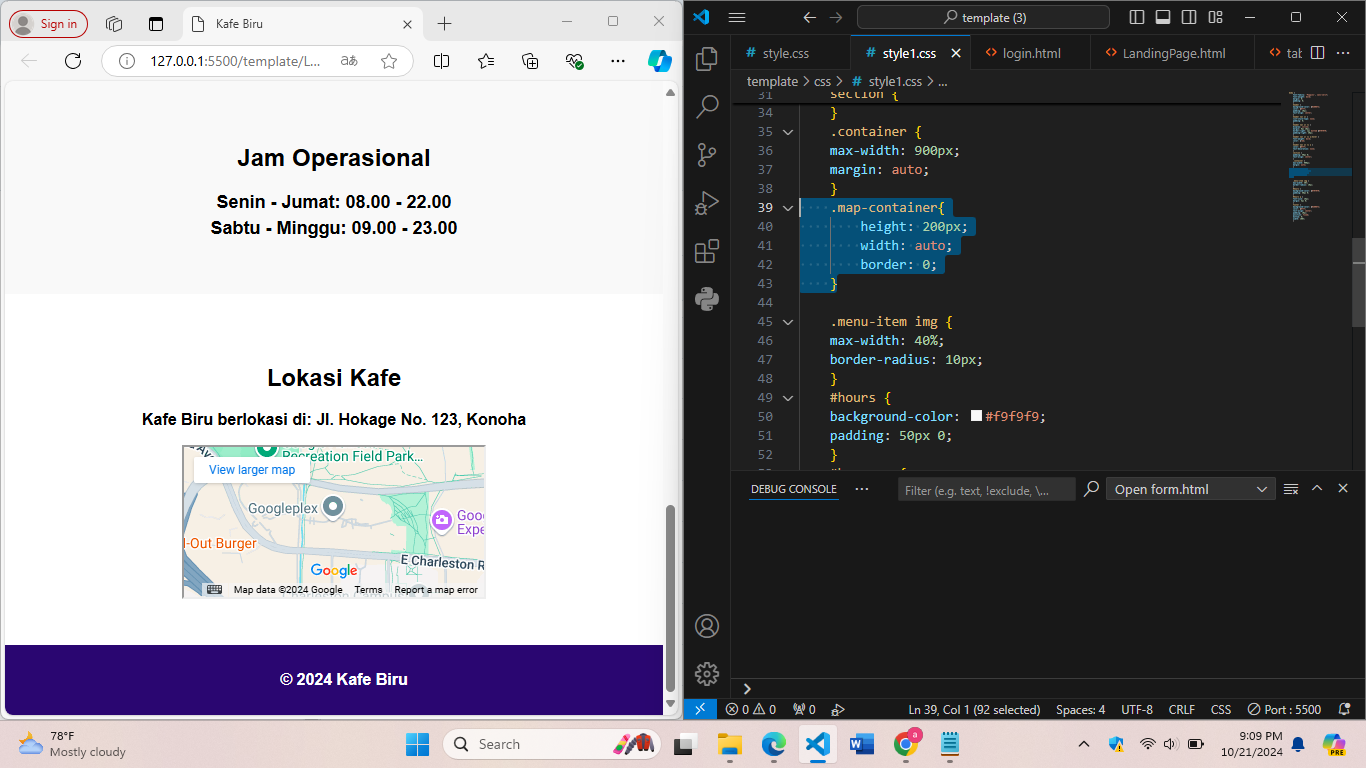 Sign in
Kafe Biru
127.0.0.1:5500/template/L...
Jam Operasional
Senin - Jumat: 08.00 - 22.00
Sabtu - Minggu: 09.00 - 23.00
Lokasi Kafe
Kafe Biru berlokasi di: Jl. Hokage No. 123, Konoha
Recreation Field Park...
View larger map
Googleplex
Goo
Expe
l-Out Burger
E Charleston R
Google
Map data ©2024 Google Terms Report a map error
© 2024 Kafe Biru
template (3)
# style.css # style1.css <> login.html <> LandingPage.html <> tab
template > css > # style1.css > ...
31 section {
34 }
35 .container {
36 max-width: 900px;
37 margin: auto;
38 }
39 .map-container{
40 height: 200px;
41 width: auto;
42 border: 0;
43 }
44
45 .menu-item img {
46 max-width: 40%;
47 border-radius: 10px;
48 }
49 #hours {
50 background-color: #f9f9f9;
51 padding: 50px 0;
52 }
DEBUG CONSOLE ... Filter (e.g. text, !exclude, \... Open form.html
0 0 0 Ln 39, Col 1 (92 selected) Spaces: 4 UTF-8 CRLF CSS Port : 5500
78°F
Mostly cloudy
Search
9:09 PM
10/21/2024
PRE